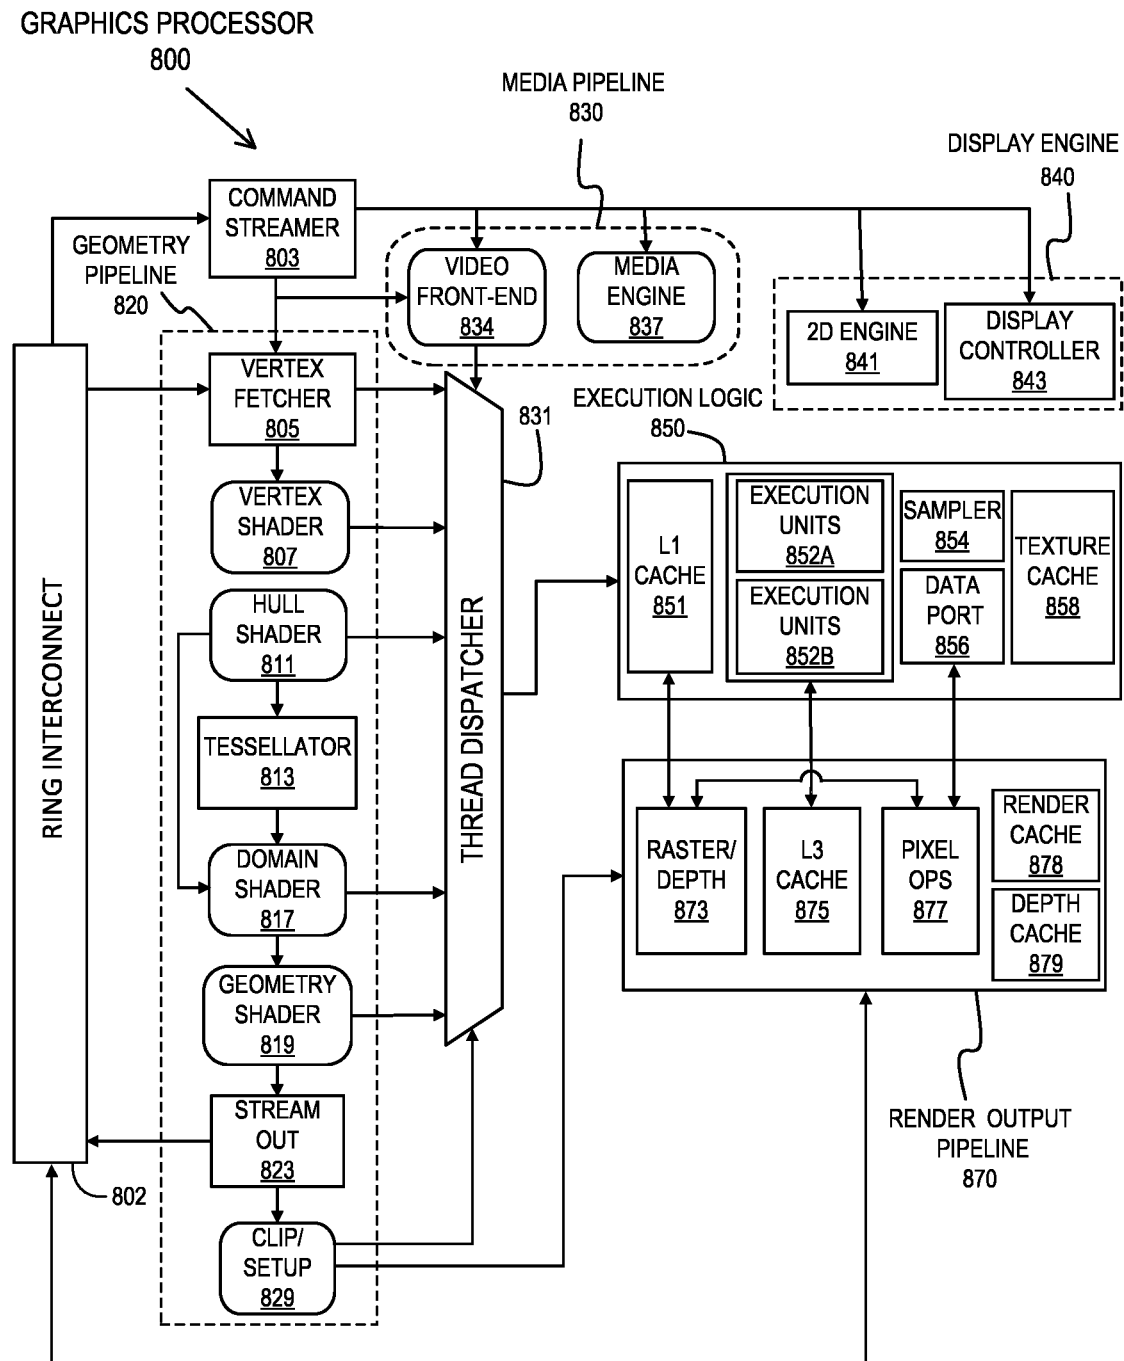 GRAPHICS PROCESSOR
800
MEDIA PIPELINE
830
DISPLAY ENGINE
840
COMMAND
STREAMER
803
GEOMETRY
PIPELINE
820
VIDEO
FRONT-END
834
MEDIA
ENGINE
837
2D ENGINE
841
DISPLAY
CONTROLLER
843
VERTEX
FETCHER
805
831
EXECUTION LOGIC
850
VERTEX
SHADER
807
L1
CACHE
851
EXECUTION
UNITS
852A
EXECUTION
UNITS
852B
SAMPLER
854
DATA
PORT
856
TEXTURE
CACHE
858
HULL
SHADER
811
RING INTERCONNECT
THREAD DISPATCHER
TESSELLATOR
813
DOMAIN
SHADER
817
RASTER/
DEPTH
873
L3
CACHE
875
PIXEL
OPS
877
RENDER
CACHE
878
DEPTH
CACHE
879
GEOMETRY
SHADER
819
STREAM
OUT
823
802
RENDER OUTPUT
PIPELINE
870
CLIP/
SETUP
829